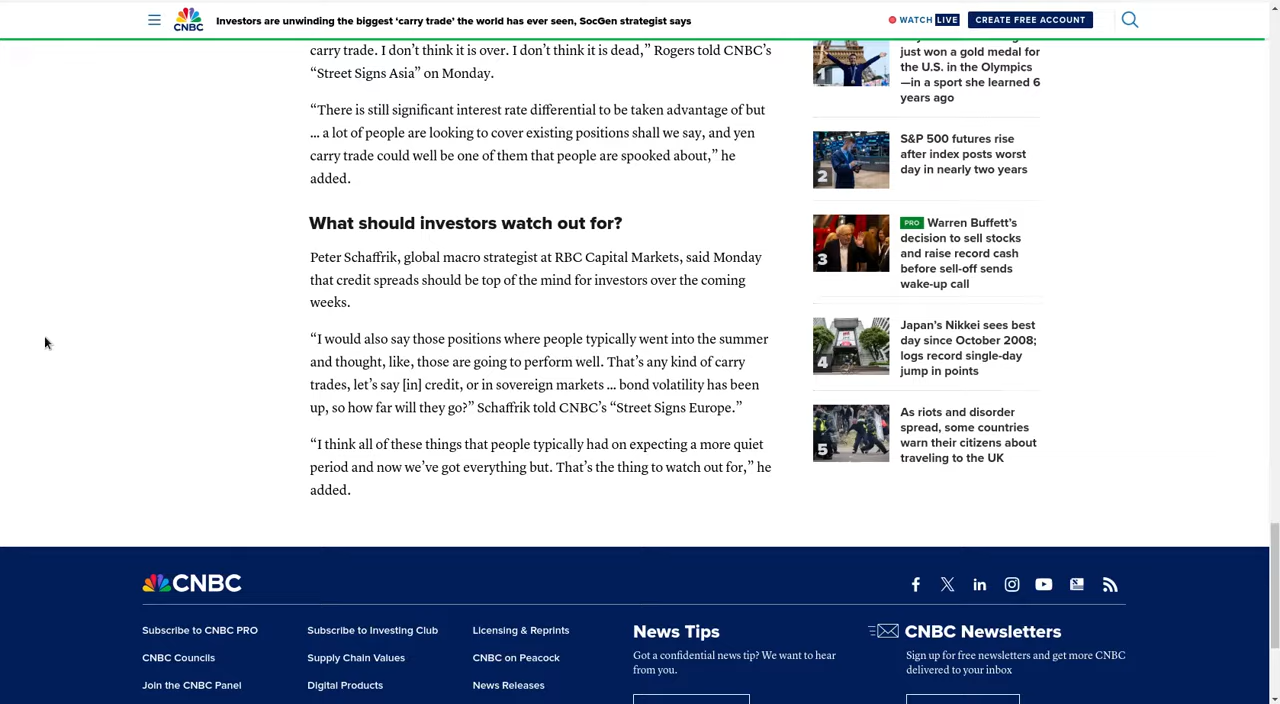 CNBC
Investors are unwinding the biggest ‘carry trade’ the world has ever seen, SocGen strategist says
WATCH LIVE
CREATE FREE ACCOUNT
carry trade. I don’t think it is over. I don’t think it is dead,” Rogers told CNBC’s
“Street Signs Asia” on Monday.
“There is still significant interest rate differential to be taken advantage of but
... a lot of people are looking to cover existing positions shall we say, and yen
carry trade could well be one of them that people are spooked about,” he
added.
What should investors watch out for?
Peter Schaffrik, global macro strategist at RBC Capital Markets, said Monday
that credit spreads should be top of the mind for investors over the coming
weeks.
“I would also say those positions where people typically went into the summer
and thought, like, those are going to perform well. That’s any kind of carry
trades, let’s say [in] credit, or in sovereign markets ... bond volatility has been
up, so how far will they go?” Schaffrik told CNBC’s “Street Signs Europe.”
“I think all of these things that people typically had on expecting a more quiet
period and now we’ve got everything but. That’s the thing to watch out for,” he
added.
1
just won a gold medal for
the U.S. in the Olympics
—in a sport she learned 6
years ago
2
S&P 500 futures rise
after index posts worst
day in nearly two years
3
PRO Warren Buffett’s
decision to sell stocks
and raise record cash
before sell-off sends
wake-up call
4
Japan’s Nikkei sees best
day since October 2008;
logs record single-day
jump in points
5
As riots and disorder
spread, some countries
warn their citizens about
traveling to the UK
CNBC
Subscribe to CNBC PRO
CNBC Councils
Join the CNBC Panel
Subscribe to Investing Club
Supply Chain Values
Digital Products
Licensing & Reprints
CNBC on Peacock
News Releases
News Tips
Got a confidential news tip? We want to hear
from you.
CNBC Newsletters
Sign up for free newsletters and get more CNBC
delivered to your inbox